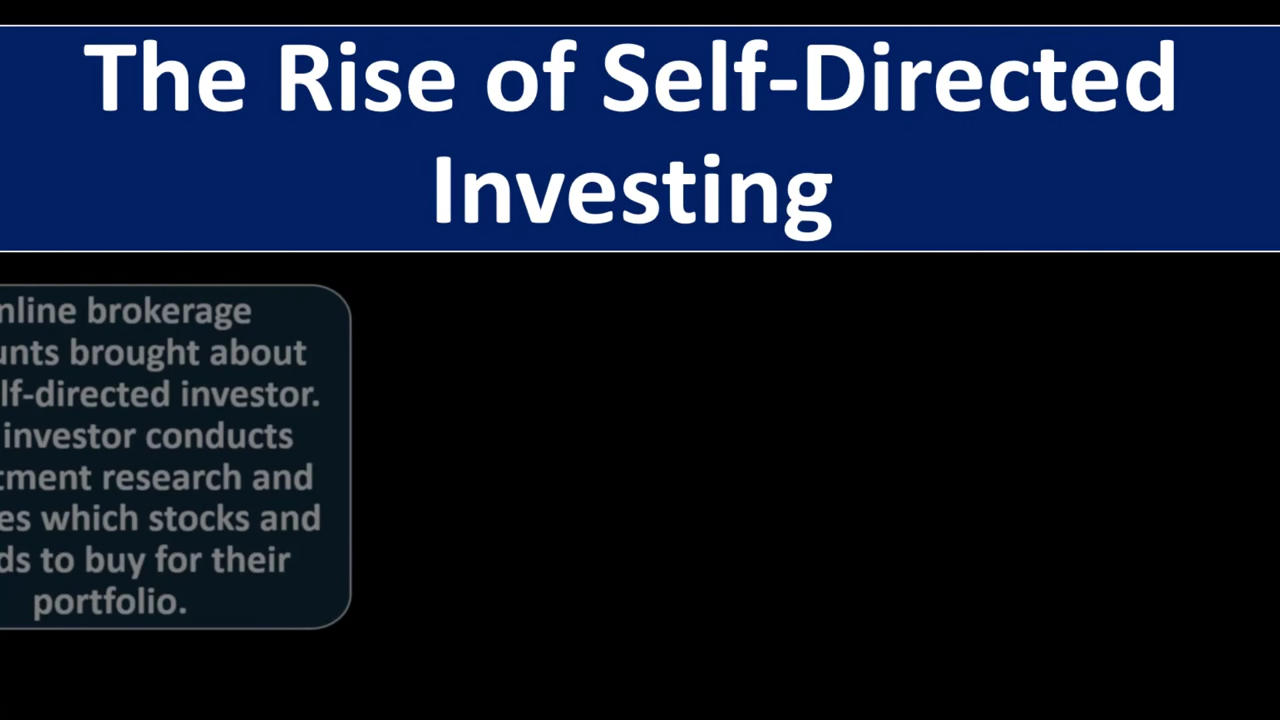 The Rise of Self-Directed
Investing
nline brokerage
unts brought about
lf-directed investor.
investor conducts
tment research and
es which stocks and
ds to buy for their
portfolio.